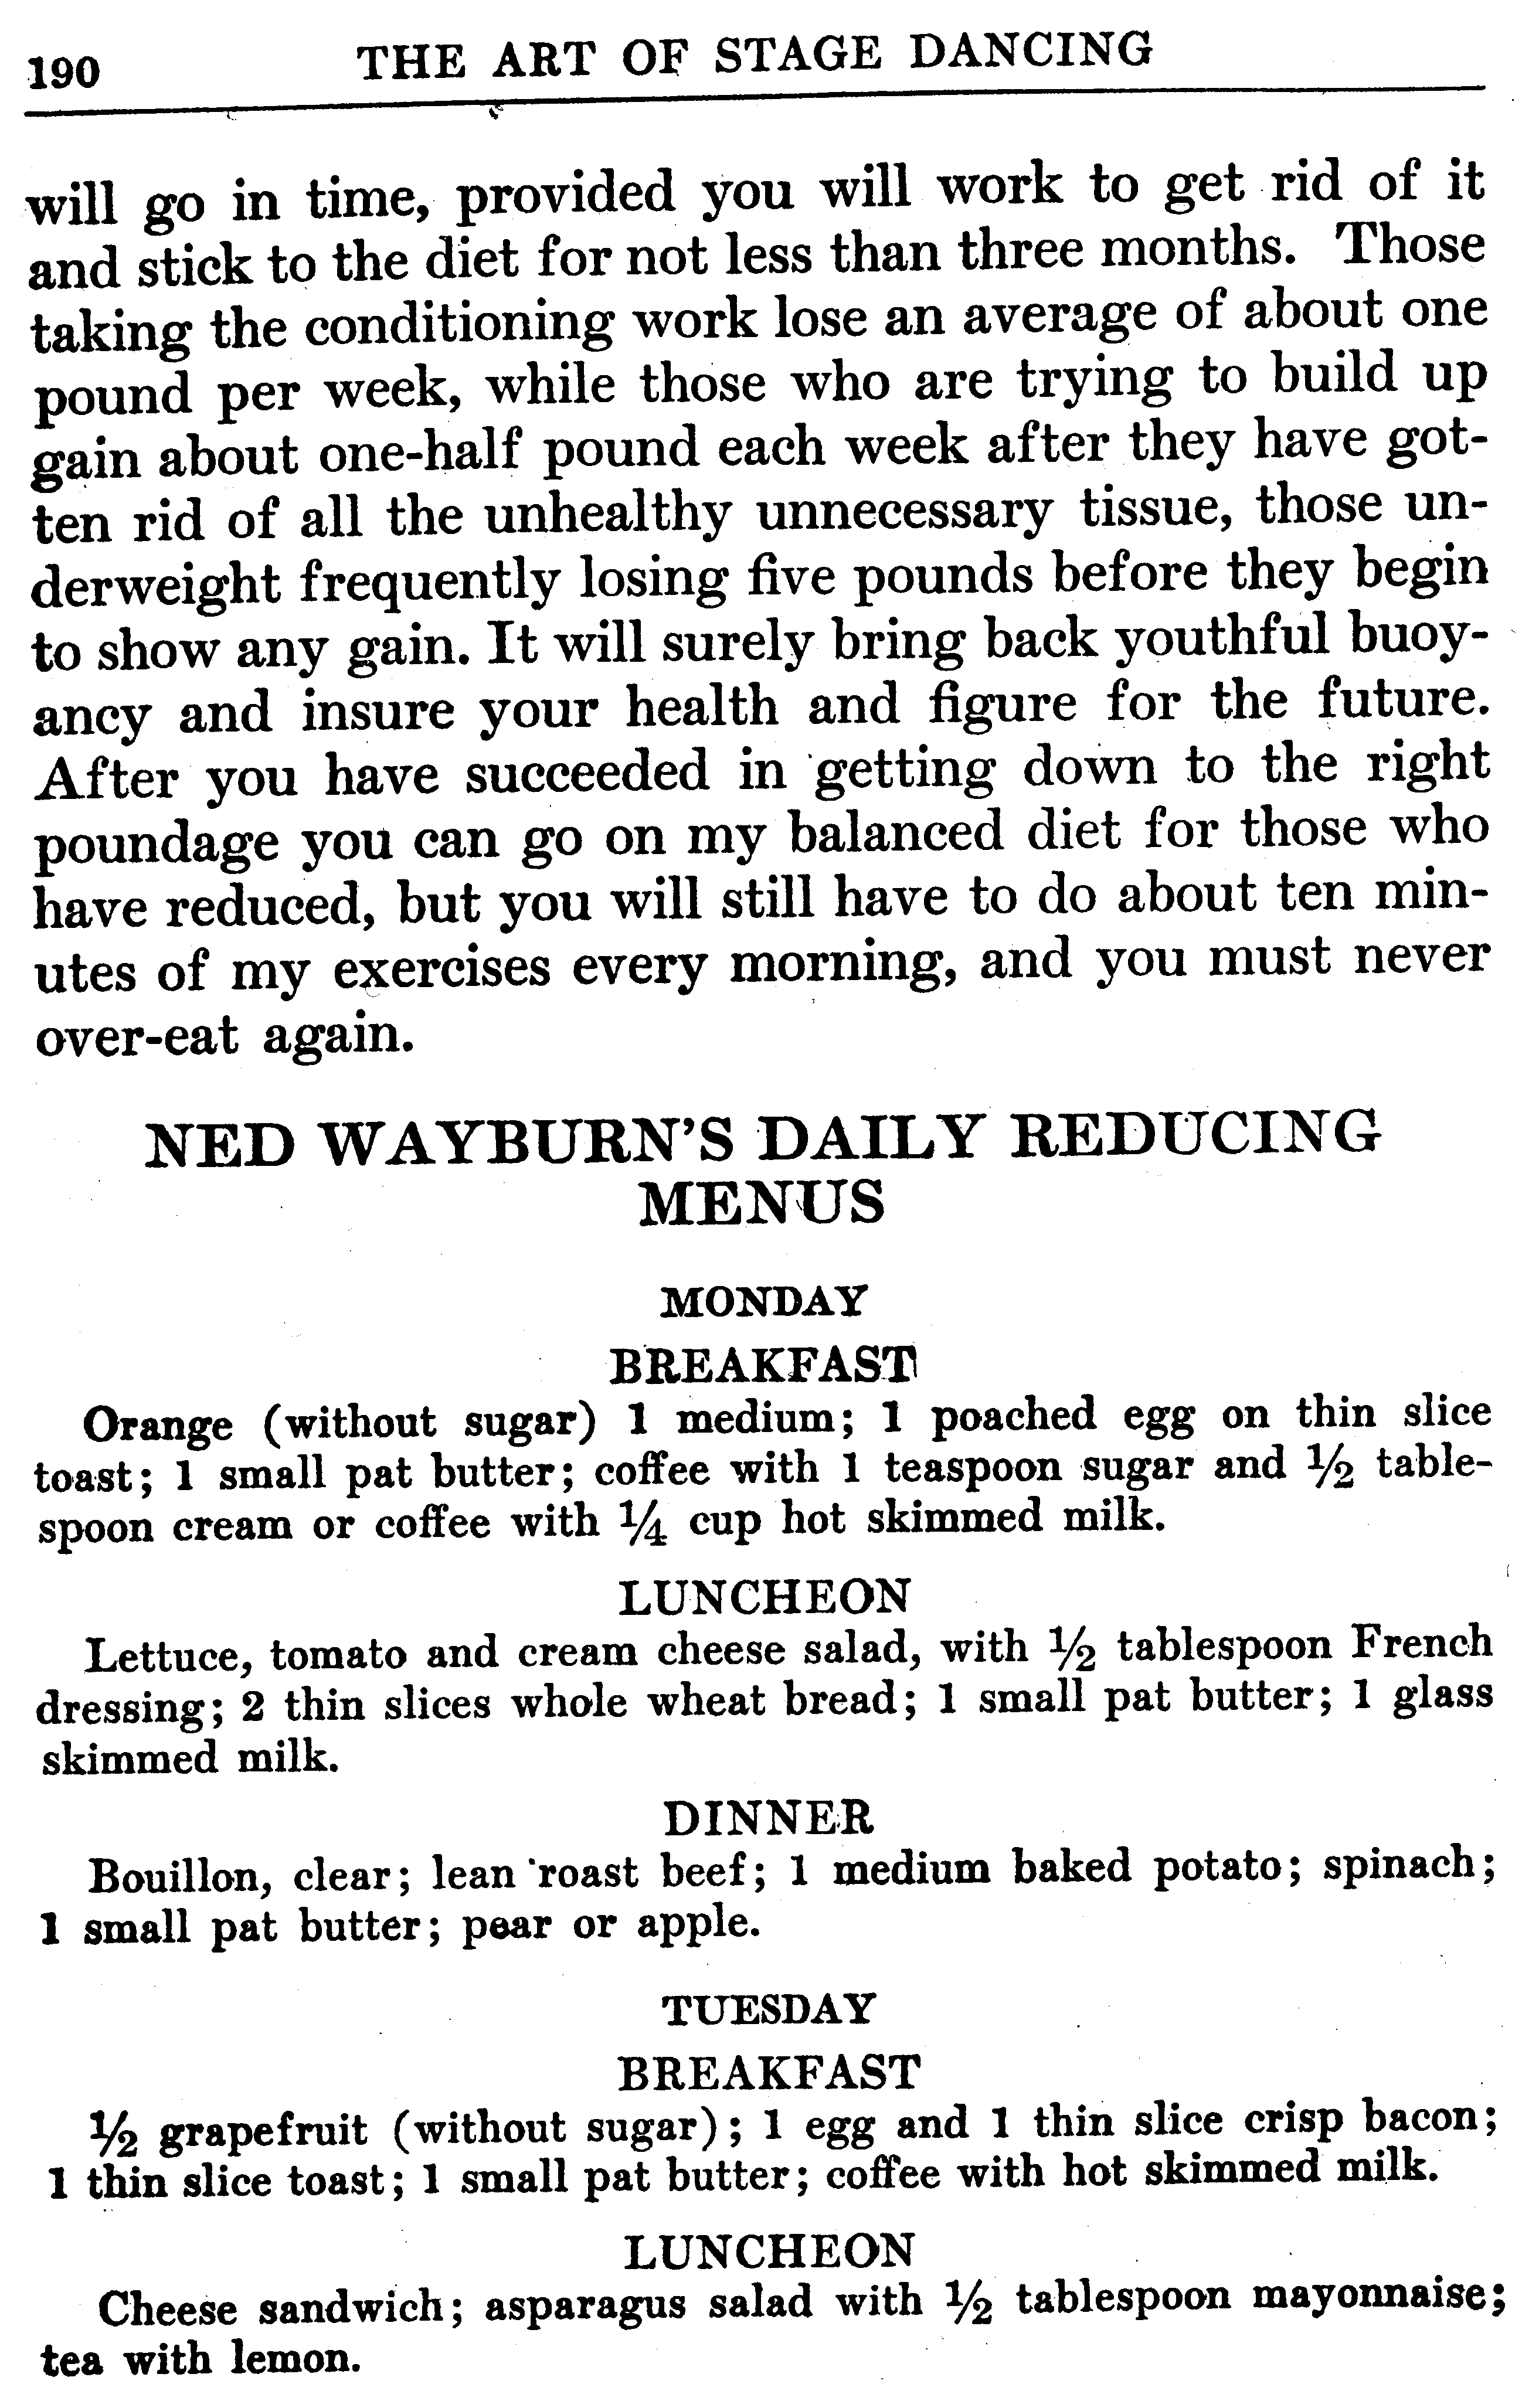 190 THE ART OF STAGE DANCING
will go in time, provided you will work to get rid of it
and stick to the diet for not less than three months. Those
taking the conditioning work lose an average of about one
pound per week, while those who are trying to build up
gain about one-half pound each week after they have got-
ten rid of all the unhealthy unnecessary tissue, those un-
derweight frequently losing five pounds before they begin
to show any gain. It will surely bring back youthful buoy-
ancy and insure your health and figure for the future.
After you have succeeded in getting down to the right
poundage you can go on my balanced diet for those who
have reduced, but you will still have to do about ten min-
utes of my exercises every morning, and you must never
over-eat again.
NED WAYBURN'S DAILY REDUCING
MENUS
MONDAY
BREAKFAST
Orange (without sugar) 1 medium; 1 poached egg on thin slice
toast; 1 small pat butter; coffee with 1 teaspoon sugar and ½ table-
spoon cream or coffee with ¼ cup hot skimmed milk.
LUNCHEON
Lettuce, tomato and cream cheese salad, with ½ tablespoon French
dressing; 2 thin slices whole wheat bread; 1 small pat butter; 1 glass
skimmed milk.
DINNER
Bouillon, clear; lean roast beef; 1 medium baked potato; spinach;
1 small pat butter; pear or apple.
TUESDAY
BREAKFAST
½ grapefruit (without sugar); 1 egg and 1 thin slice crisp bacon;
1 thin slice toast; 1 small pat butter; coffee with hot skimmed milk.
LUNCHEON
Cheese sandwich; asparagus salad with ½ tablespoon mayonnaise;
tea with lemon.